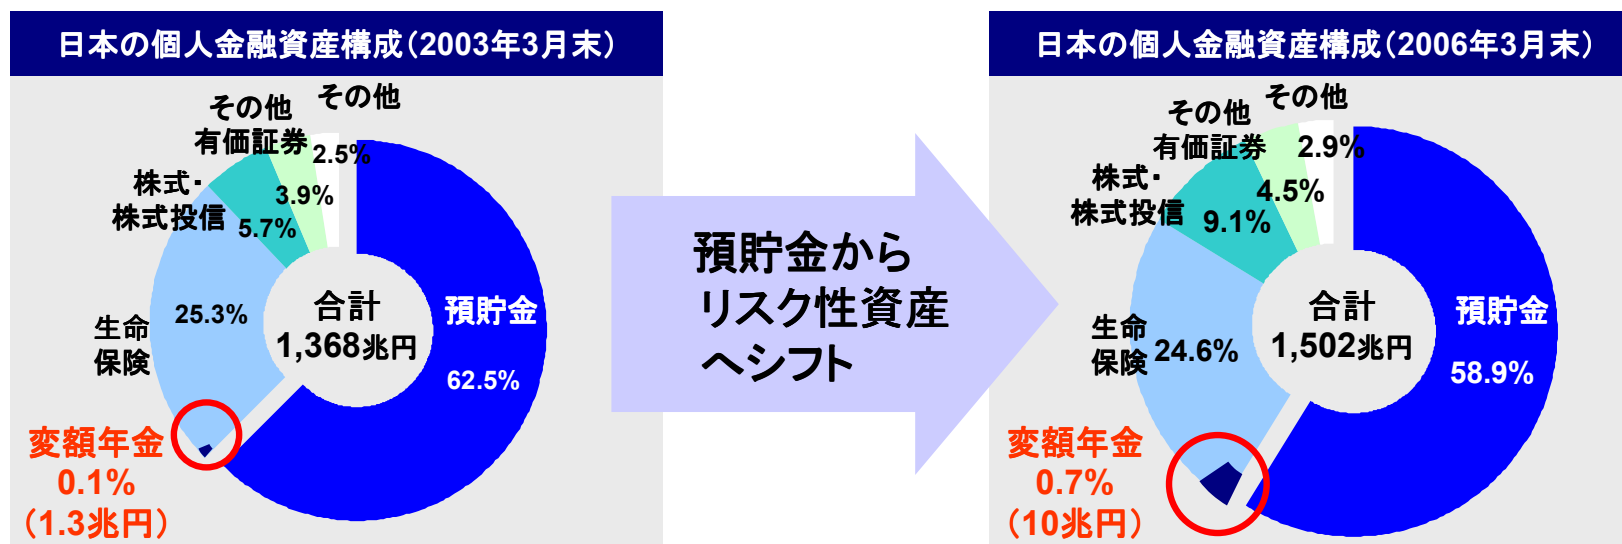 日本の個人金融資産構成（2003年3月末）
その他
その他
有価証券
2.5%
3.9%
株式・
株式投信
5.7%
25.3%
生命
保険
合計
1,368兆円
預貯金
62.5%
変額年金
0.1%
（1.3兆円）
預貯金から
リスク性資産
へシフト
日本の個人金融資産構成（2006年3月末）
その他
その他
有価証券
2.9%
4.5%
株式・
株式投信
9.1%
生命
保険
24.6%
合計
1,502兆円
預貯金
58.9%
変額年金
0.7%
（10兆円）